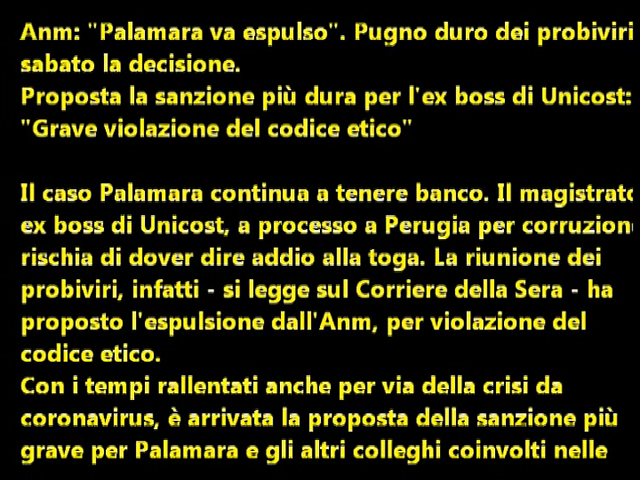 Anm: "Palamara va espulso". Pugno duro dei probiviri
sabato la decisione.
Proposta la sanzione più dura per l'ex boss di Unicost:
"Grave violazione del codice etico"
Il caso Palamara continua a tenere banco. Il magistrato
ex boss di Unicost, a processo a Perugia per corruzion
rischia di dover dire addio alla toga. La riunione dei
probiviri, infatti - si legge sul Corriere della Sera - ha
proposto l'espulsione dall'Anm, per violazione del
codice etico.
Con i tempi rallentati anche per via della crisi da
coronavirus, è arrivata la proposta della sanzione più
grave per Palamara e gli altri colleghi coinvolti nelle